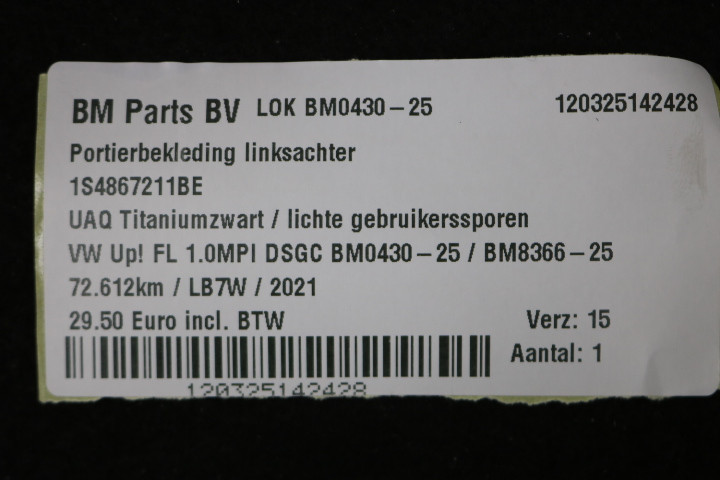 BM Parts BV LOK BM0430-25 120325142428
Portierbekleding linksachter
1S4867211BE
UAQ Titaniumzwart / lichte gebruikerssporen
VW Up! FL 1.0MPI DSGC BM0430-25 / BM8366-25
72.612km / LB7W / 2021
29.50 Euro incl. BTW Verz: 15
Aantal: 1
120325142428